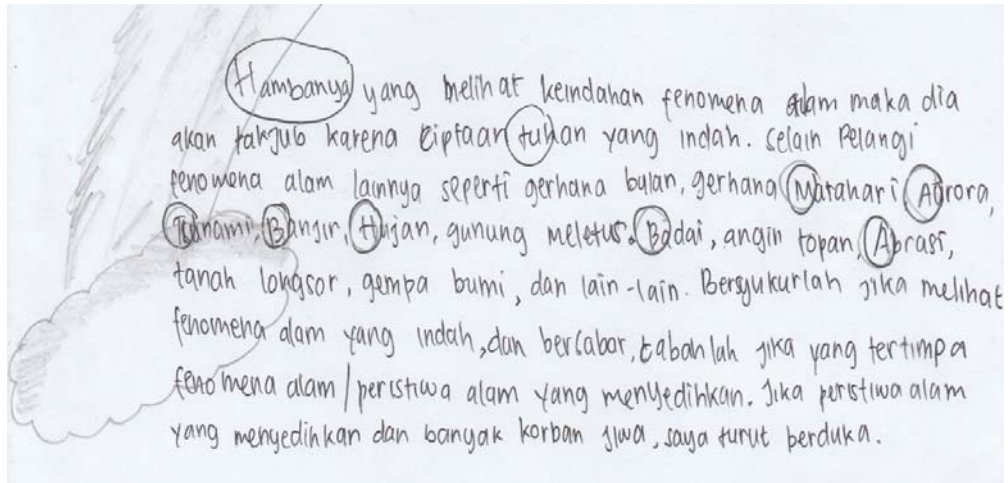 Hambanya yang melihat keindahan fenomena alam maka dia
akan takjub karena Ciptaan tuhan yang indah. Selain Pelangi
fenomena alam lainnya seperti gerhana bulan, gerhana Matahari Aurora,
Tsunami, Banjir, Hujan, gunung meletus, Badai, angin topan, Abrasi,
tanah longsor, gempa bumi, dan lain-lain. Bersyukurlah jika melihat
fenomena alam yang indah, dan bersabar, tabah lah jika yang tertimpa
fenomena alam/peristiwa alam yang menyedihkan. Jika peristiwa alam
yang menyedihkan dan banyak korban jiwa, saya turut berduka.